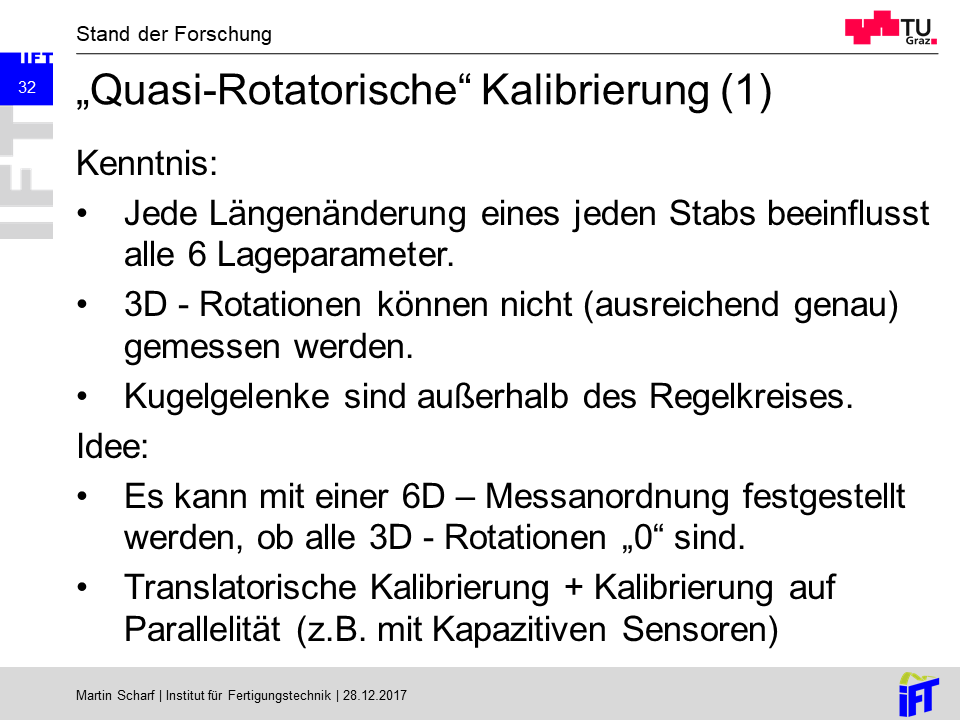 Stand der Forschung
TU
Graz
IFT
32
IFT
„Quasi-Rotatorische“ Kalibrierung (1)
Kenntnis:
• Jede Längenänderung eines jeden Stabs beeinflusst
alle 6 Lageparameter.
• 3D - Rotationen können nicht (ausreichend genau)
gemessen werden.
• Kugelgelenke sind außerhalb des Regelkreises.
Idee:
• Es kann mit einer 6D – Messanordnung festgestellt
werden, ob alle 3D - Rotationen „0“ sind.
• Translatorische Kalibrierung + Kalibrierung auf
Parallelität (z.B. mit Kapazitiven Sensoren)
Martin Scharf | Institut für Fertigungstechnik | 28.12.2017
iFT